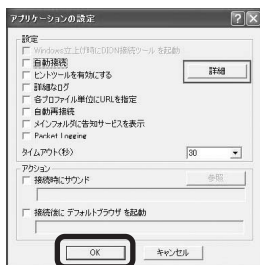 アプリケーションの設定
設定
Windows立上げ時にDION接続ツールを起動
自動接続
詳細
ヒントツールを有効にする
詳細なログ
各プロファイル単位にURLを指定
自動再接続
メインフォルダに告知サービスを表示
Packet Logging
タイムアウト(秒)
30
アクション
接続時にサウンド
参照
接続後に デフォルトブラウザ を起動
OK
キャンセル